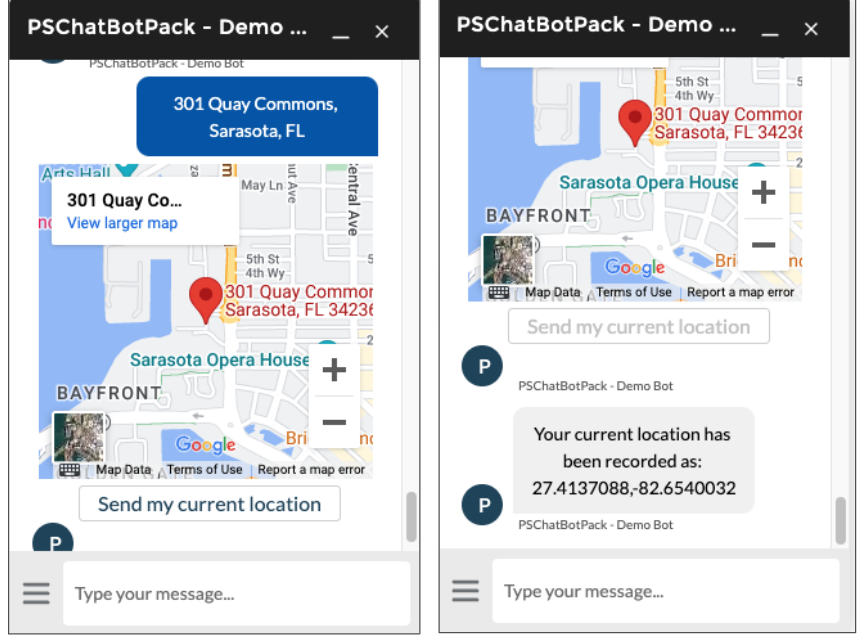 PSChatBotPack - Demo ...
PSChatBotPack - Demo Bot
301 Quay Commons,
Sarasota, FL
Arts Hall
301 Quay Co...
View larger map
May Ln
entral Ave
5th St
4th Wy
301 Quay Commor
Sarasota, FL 34236
Sarasota Opera House
BAYFRONT
Google
Map Data
Terms of Use
Report a map error
Send my current location
P
Type your message...
PSChatBotPack - Demo ...
5th St
4th Wy
301 Quay Commor
Sarasota, FL 34236
Sarasota Opera House
BAYFRONT
Google
Map Data
Terms of Use
Report a map error
Send my current location
P
PSChatBotPack - Demo Bot
Your current location has
been recorded as:
27.4137088,-82.6540032
P
PSChatBotPack - Demo Bot
Type your message...